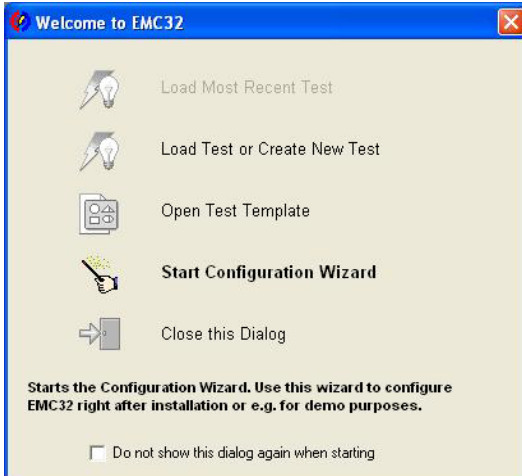 Welcome to EMC32
Load Most Recent Test
Load Test or Create New Test
Open Test Template
Start Configuration Wizard
Close this Dialog
Starts the Configuration Wizard. Use this wizard to configure
EMC32 right after installation or e.g. for demo purposes.
Do not show this dialog again when starting